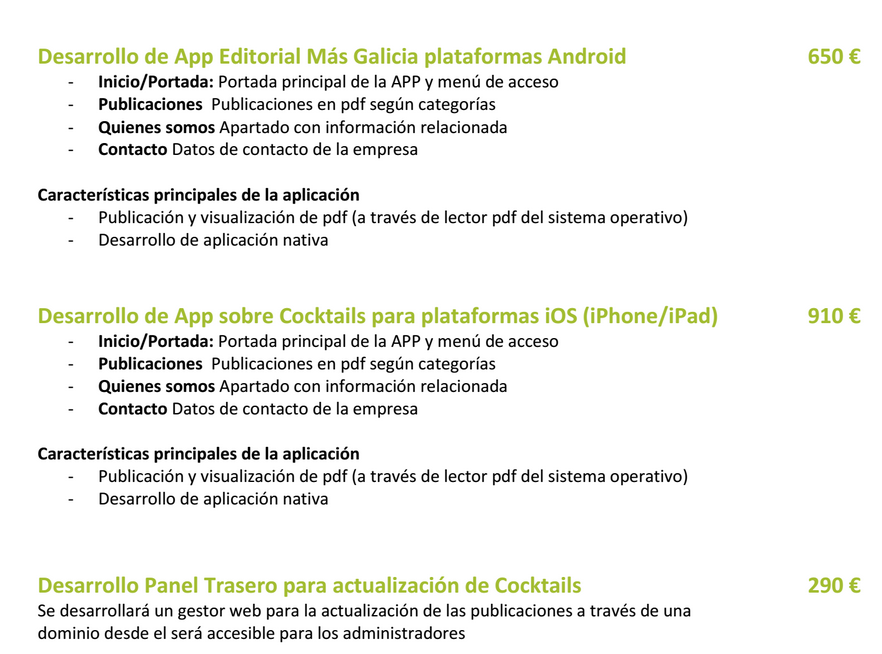 Desarrollo de App Editorial Más Galicia plataformas Android 650 €
- Inicio/Portada: Portada principal de la APP y menú de acceso
- Publicaciones Publicaciones en pdf según categorías
- Quienes somos Apartado con información relacionada
- Contacto Datos de contacto de la empresa
Características principales de la aplicación
- Publicación y visualización de pdf (a través de lector pdf del sistema operativo)
- Desarrollo de aplicación nativa
Desarrollo de App sobre Cocktails para plataformas iOS (iPhone/iPad) 910 €
- Inicio/Portada: Portada principal de la APP y menú de acceso
- Publicaciones Publicaciones en pdf según categorías
- Quienes somos Apartado con información relacionada
- Contacto Datos de contacto de la empresa
Características principales de la aplicación
- Publicación y visualización de pdf (a través de lector pdf del sistema operativo)
- Desarrollo de aplicación nativa
Desarrollo Panel Trasero para actualización de Cocktails 290 €
Se desarrollará un gestor web para la actualización de las publicaciones a través de una
dominio desde el será accesible para los administradores